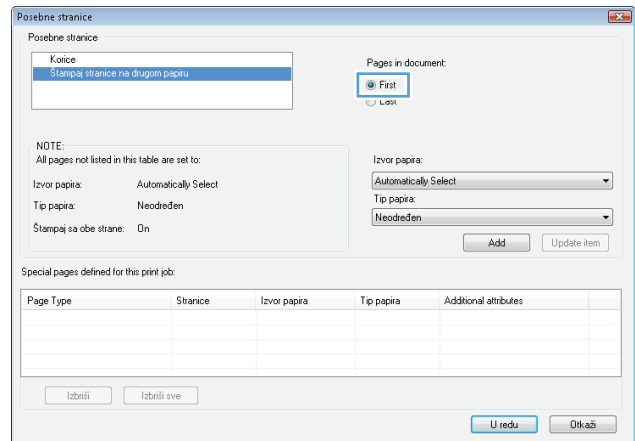 Posebne stranice
Posebne stranice
Korice
Štampaj stranice na drugom papiru
Pages in document:
First
Last
NOTE:
All pages not listed in this table are set to:
Izvor papira: Automatically Select
Tip papira: Neodređen
Štampaj sa obe strane: On
Izvor papira:
Automatically Select
Tip papira:
Neodređen
Add Update item
Special pages defined for this print job:
Page Type Stranice Izvor papira Tip papira Additional attributes
Izbriši Izbriši sve
U redu Otkaži